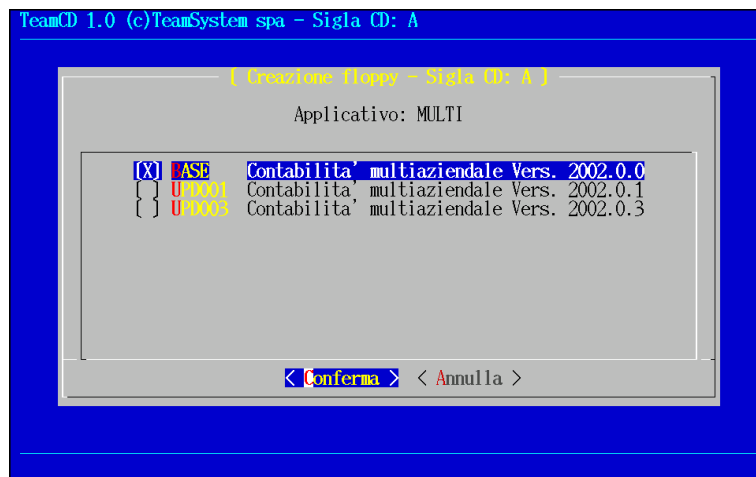 TeamCD 1.0 (c)TeamSystem spa - Sigla CD: A
[ Creazione floppy - Sigla CD: A ]
Applicativo: MULTI
[X] BASE Contabilita' multiaziendale Vers. 2002.0.0
[ ] UPD001 Contabilita' multiaziendale Vers. 2002.0.1
[ ] UPD003 Contabilita' multiaziendale Vers. 2002.0.3
< Conferma > < Annulla >